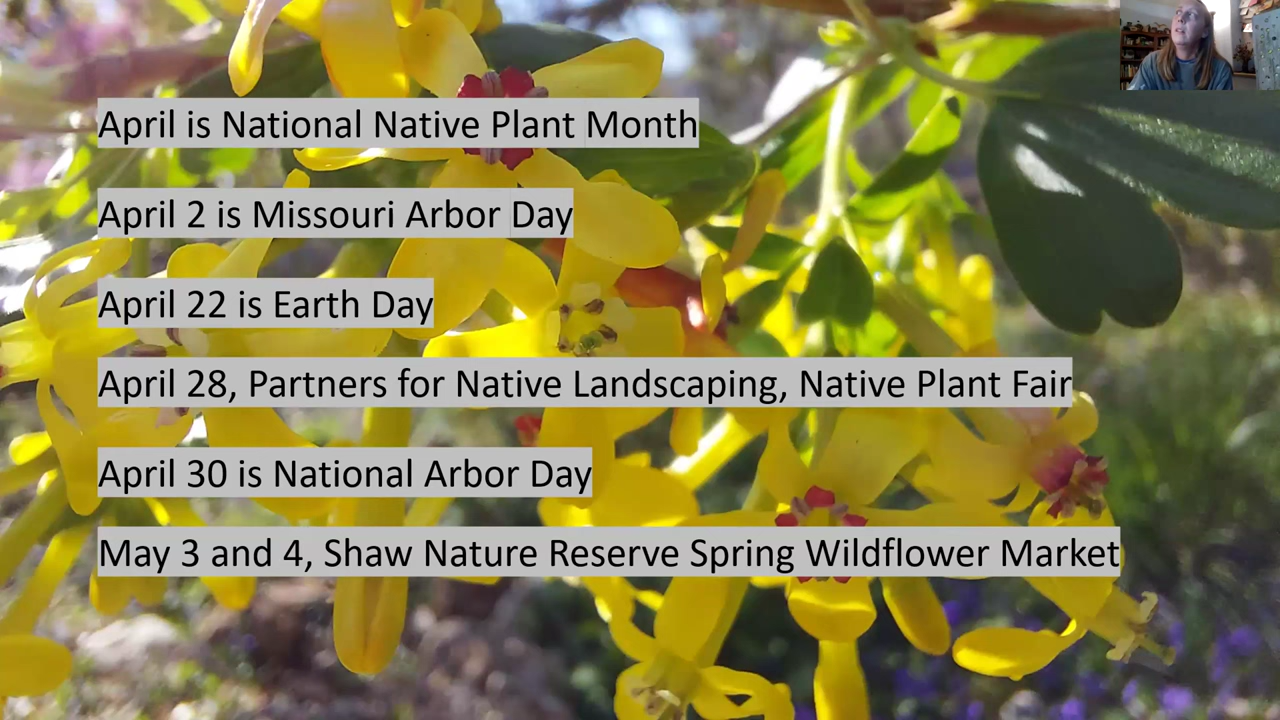 April is National Native Plant Month
April 2 is Missouri Arbor Day
April 22 is Earth Day
April 28, Partners for Native Landscaping, Native Plant Fair
April 30 is National Arbor Day
May 3 and 4, Shaw Nature Reserve Spring Wildflower Market